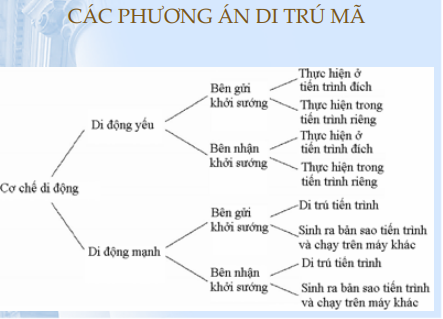 CÁC PHƯƠNG ÁN DI TRÚ MÃ
Thực hiện ở
tiến trình đích
Bên gửi
khởi sướng
Thực hiện trong
tiến trình riêng
Di động yếu
Thực hiện ở
tiến trình đích
Bên nhận
khởi sướng
Thực hiện trong
tiến trình riêng
Cơ chế di động
Di trú tiến trình
Bên gửi
khởi sướng
Sinh ra bản sao tiến trình
và chạy trên máy khác
Di động mạnh
Di trú tiến trình
Bên nhận
khởi sướng
Sinh ra bản sao tiến trình
và chạy trên máy khác